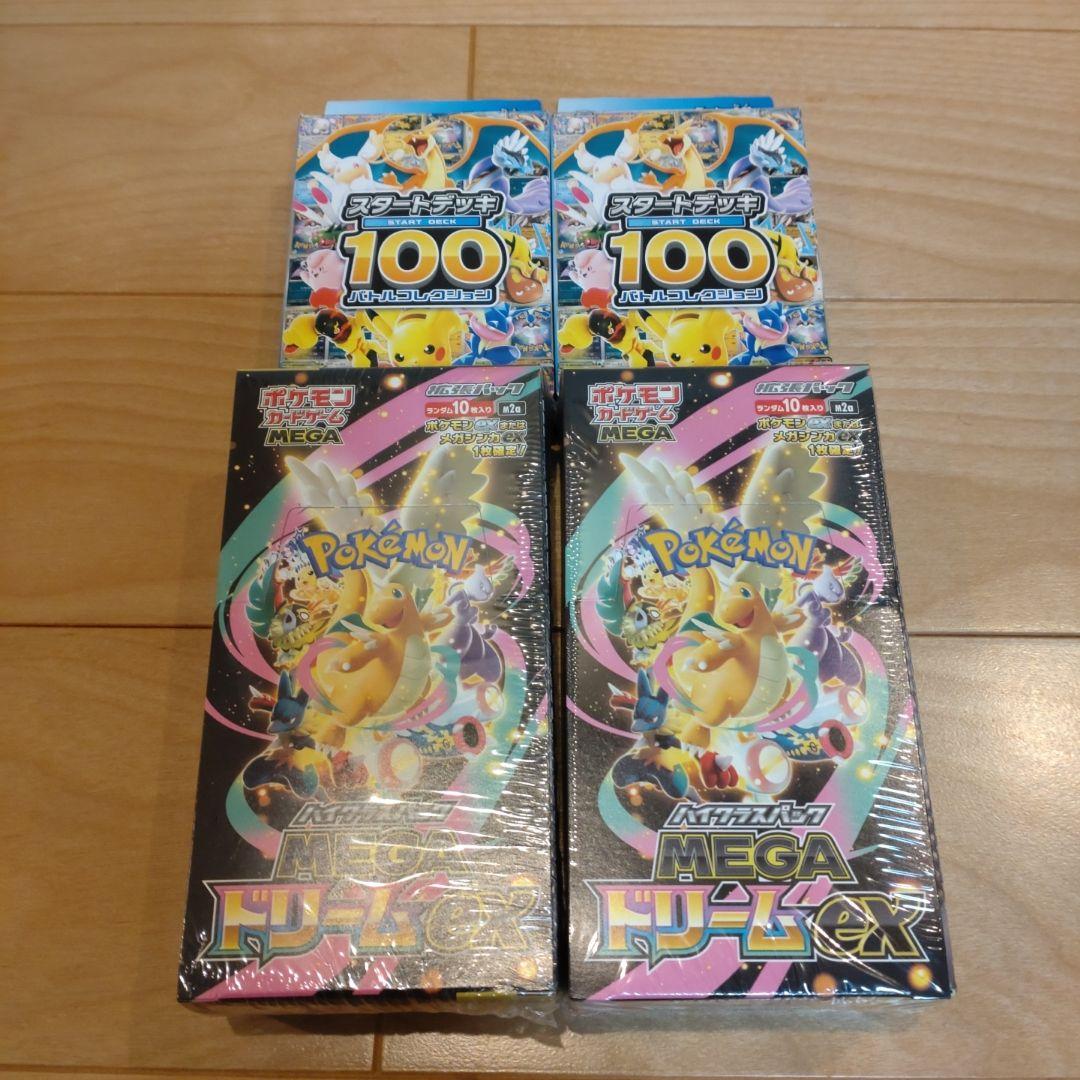 スタートデッキ
START DECK
100
バトルコレクション
スタートデッキ
START DECK
100
バトルコレクション
ポケモン
カードゲーム
MEGA
拡張パック
ランダム10枚入り
M2a
ポケモンexまたは
メガシンカex
1枚確定!
Pokémon
ハイクラスパック
MEGA
ドリームex
ポケモン
カードゲーム
MEGA
拡張パック
ランダム10枚入り
M2a
ポケモンexまたは
メガシンカex
1枚確定!
Pokémon
ハイクラスパック
MEGA
ドリームex